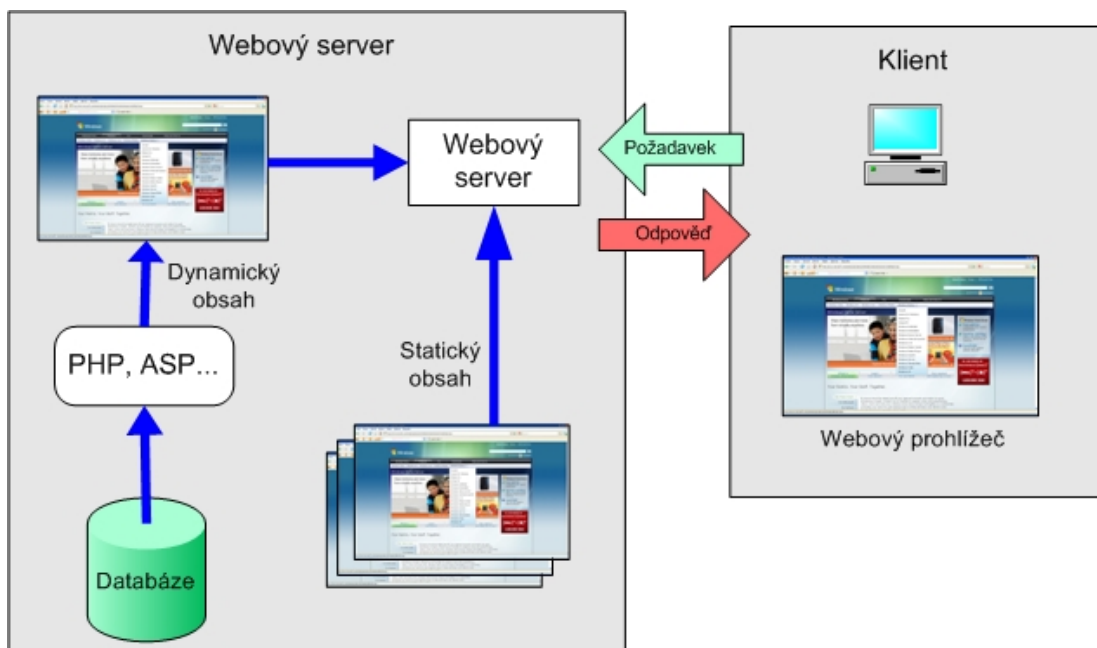 Webový server
Klient
Webový
server
Požadavek
Odpověď
Dynamický
obsah
PHP, ASP...
Statický
obsah
Webový prohlížeč
Databáze